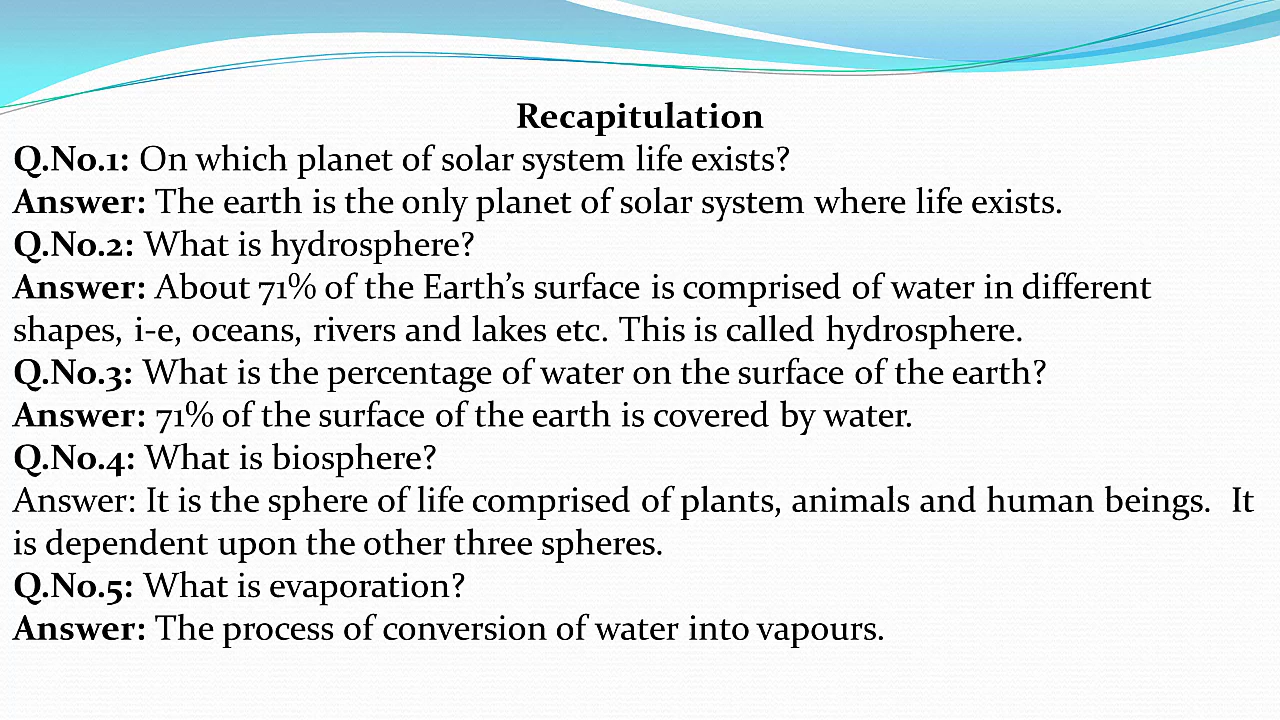 Recapitulation
Q.No.1: On which planet of solar system life exists?
Answer: The earth is the only planet of solar system where life exists.
Q.No.2: What is hydrosphere?
Answer: About 71% of the Earth’s surface is comprised of water in different
shapes, i-e, oceans, rivers and lakes etc. This is called hydrosphere.
Q.No.3: What is the percentage of water on the surface of the earth?
Answer: 71% of the surface of the earth is covered by water.
Q.No.4: What is biosphere?
Answer: It is the sphere of life comprised of plants, animals and human beings.  It
is dependent upon the other three spheres.
Q.No.5: What is evaporation?
Answer: The process of conversion of water into vapours.